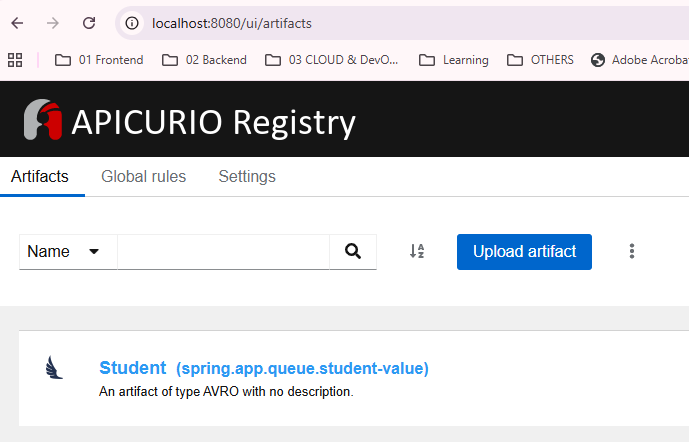 localhost:8080/ui/artifacts
01 Frontend 02 Backend 03 CLOUD & DevO... Learning OTHERS Adobe Acroba
APICURIO Registry
Artifacts Global rules Settings
Name Upload artifact
Student (spring.app.queue.student-value)
An artifact of type AVRO with no description.